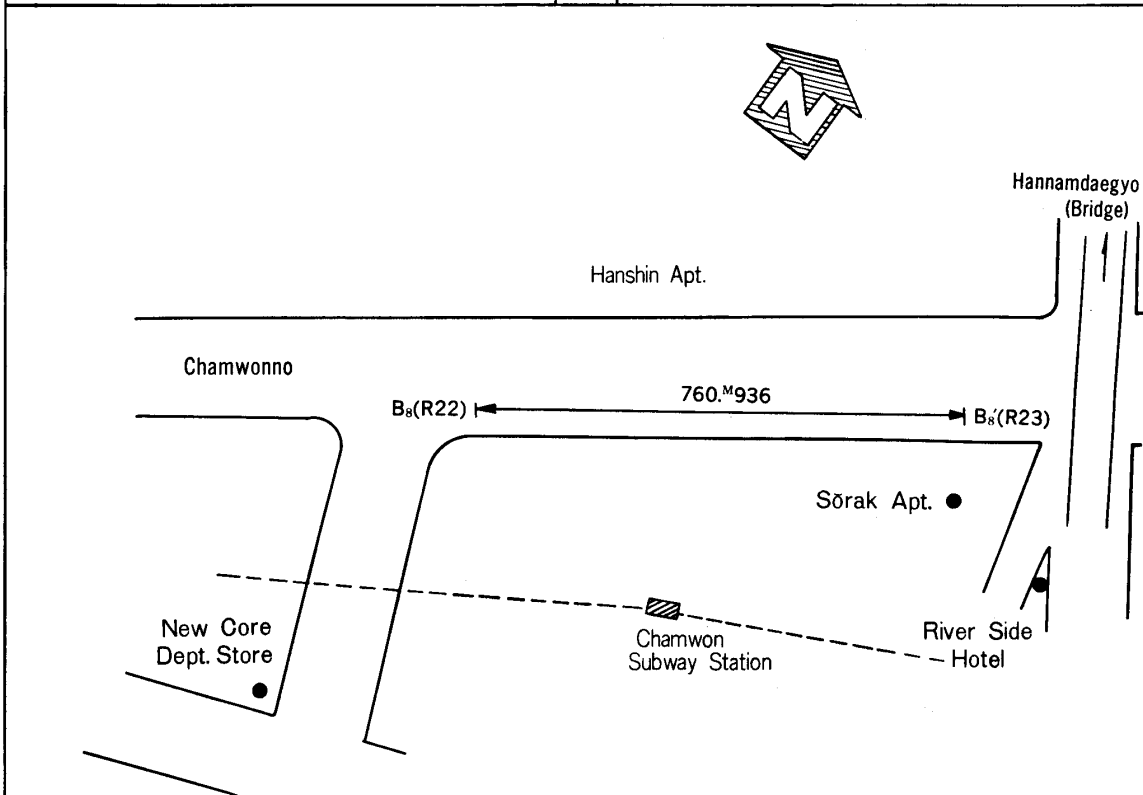 N
Hannamdaegyo
(Bridge)
Hanshin Apt.
Chamwonno
B₈(R22)
760.ᴹ936
B₈′(R23)
Sŏrak Apt.
New Core
Dept. Store
Chamwon
Subway Station
River Side
Hotel